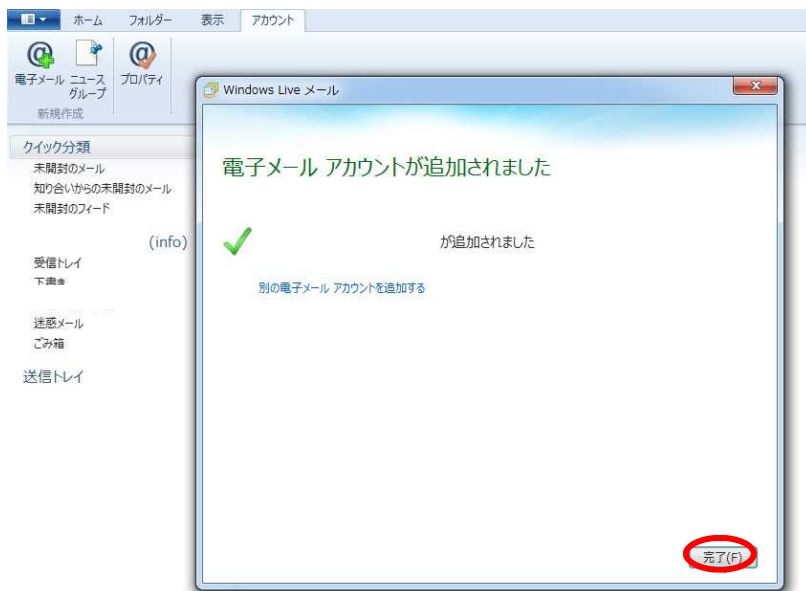 ホーム フォルダー 表示 アカウント
電子メール ニュース グループ プロパティ
新規作成
Windows Live メール
クイック分類
未開封のメール
知り合いからの未開封のメール
未開封のフィード
(info)
受信トレイ
下書き
迷惑メール
ごみ箱
送信トレイ
電子メール アカウントが追加されました
が追加されました
別の電子メール アカウントを追加する
完了(F)